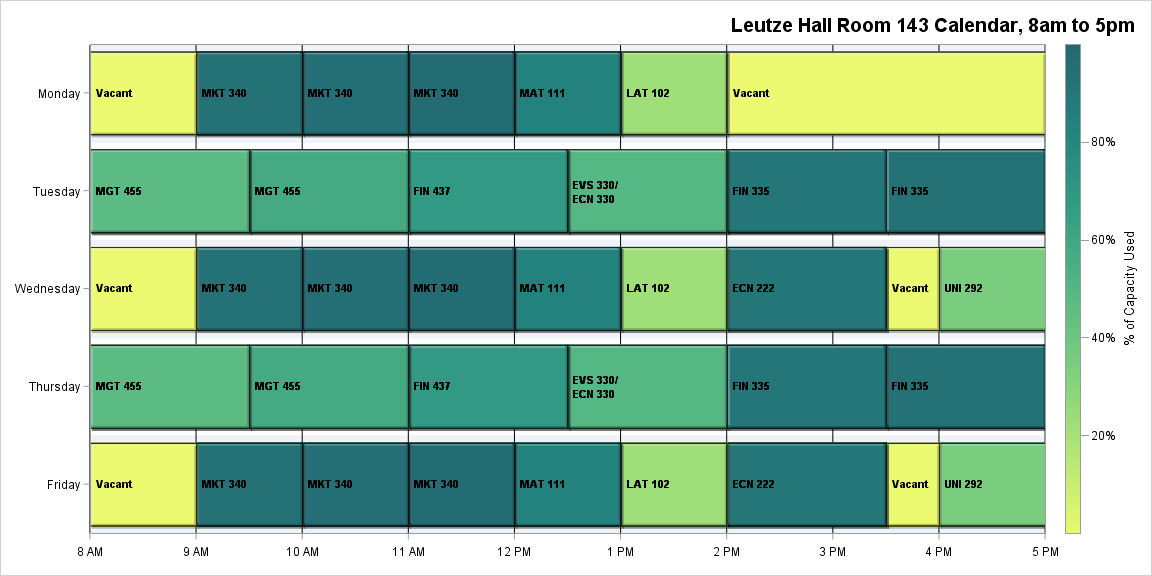 Leutze Hall Room 143 Calendar, 8am to 5pm
Monday
Vacant
MKT 340
MKT 340
MKT 340
MAT 111
LAT 102
Vacant
Tuesday
MGT 455
MGT 455
FIN 437
EVS 330/
ECN 330
FIN 335
FIN 335
Wednesday
Vacant
MKT 340
MKT 340
MKT 340
MAT 111
LAT 102
ECN 222
Vacant
UNI 292
Thursday
MGT 455
MGT 455
FIN 437
EVS 330/
ECN 330
FIN 335
FIN 335
Friday
Vacant
MKT 340
MKT 340
MKT 340
MAT 111
LAT 102
ECN 222
Vacant
UNI 292
8 AM
9 AM
10 AM
11 AM
12 PM
1 PM
2 PM
3 PM
4 PM
5 PM
80%
60%
40%
20%
% of Capacity Used